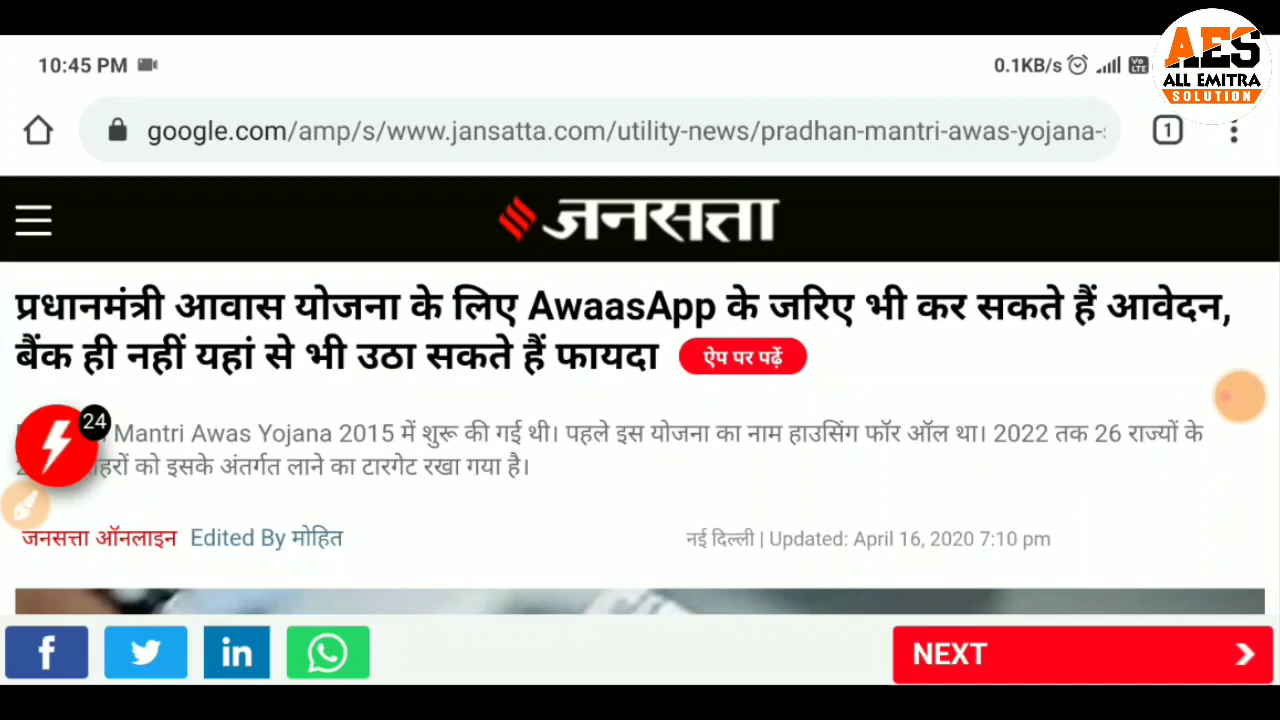 10:45 PM
0.1KB/s
Vo LTE
AES
ALL EMITRA
SOLUTION
google.com/amp/s/www.jansatta.com/utility-news/pradhan-mantri-awas-yojana-
1
जनसत्ता
प्रधानमंत्री आवास योजना के लिए AwaasApp के जरिए भी कर सकते हैं आवेदन,
बैंक ही नहीं यहां से भी उठा सकते हैं फायदा
ऐप पर पढ़ें
24
Mantri Awas Yojana 2015 में शुरू की गई थी। पहले इस योजना का नाम हाउसिंग फॉर ऑल था। 2022 तक 26 राज्यों के
को इसके अंतर्गत लाने का टारगेट रखा गया है।
जनसत्ता ऑनलाइन Edited By मोहित
नई दिल्ली | Updated: April 16, 2020 7:10 pm
f
in
NEXT